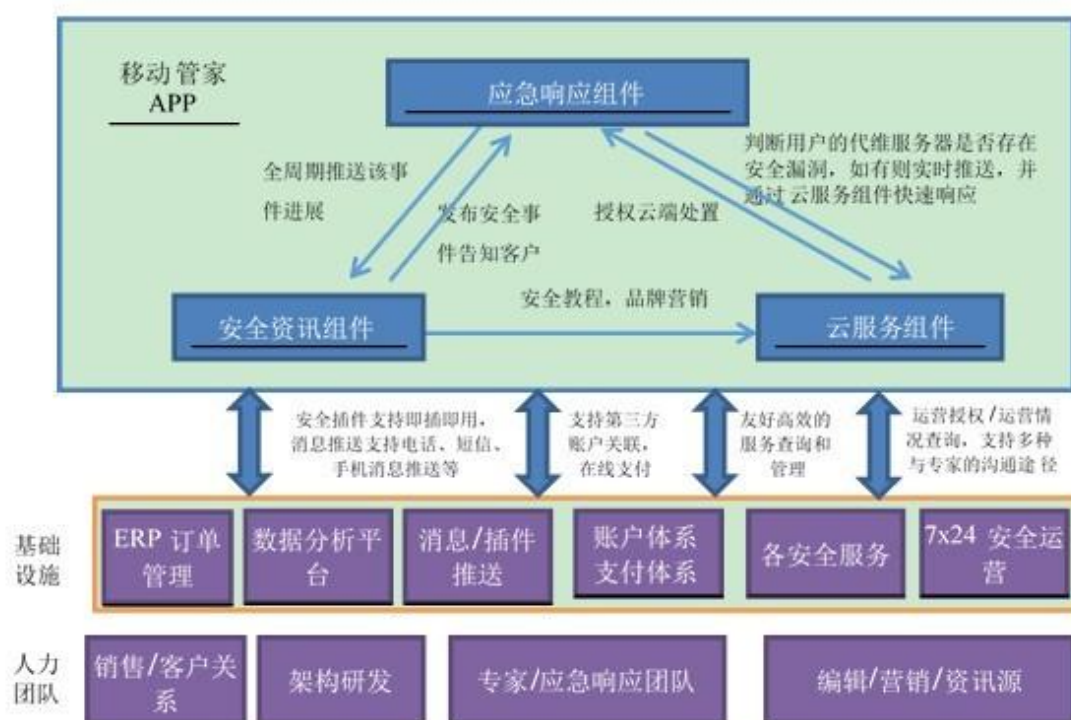 移动管家
APP
应急响应组件
全周期推送该事
件进展
发布安全事
件告知客户
授权云端处置
判断用户的代维服务器是否存在
安全漏洞，如有则实时推送，并
通过 云服务组件快速响应
安全教程，品牌营销
安全资讯组件
云服务组件
安全插件支持即插即用，
消息推送支持电话、短信、
手机消息推送等
支持第三方
账户关联，
在线支付
友好高效的
服务查询和
管理
运营授权/运营情
况查询，支持多种
与专家的沟通途 径
基础
设施
ERP 订单
管理
数据分析平
台
消息/插件
推送
账户体系
支付体系
各安全服务
7x24 安全运
营
人力
团队
销售/客户关
系
架构研发
专家/应急响应团队
编辑/营销/资讯源